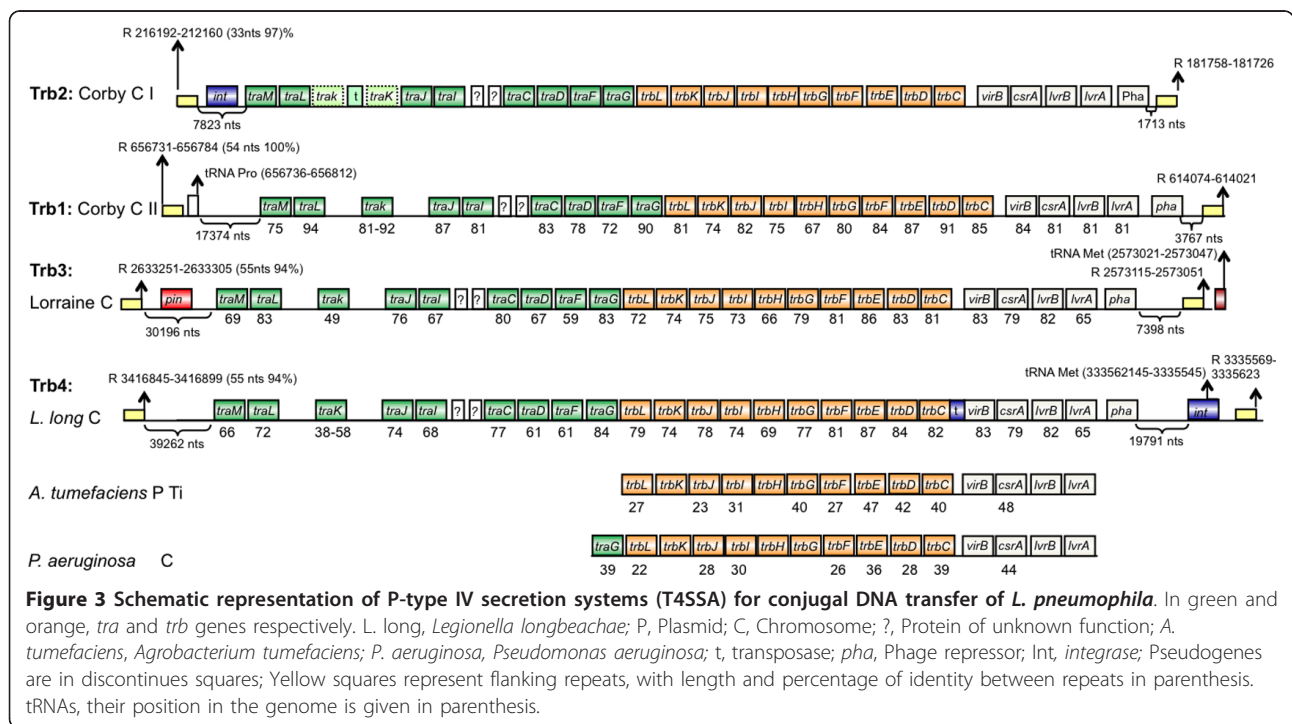 R 216192-212160 (33nts 97)%
R 181758-181726
Trb2: Corby C I
int traM traL trak t traK traJ traI ? ? traC traD traF traG trbL trbK trbJ trbI trbH trbG trbF trbE trbD trbC virB csrA lvrB lvrA Pha
7823 nts 1713 nts
R 656731-656784 (54 nts 100%)
tRNA Pro (656736-656812)
R 614074-614021
Trb1: Corby C II
traM traL trak traJ traI ? ? traC traD traF traG trbL trbK trbJ trbI trbH trbG trbF trbE trbD trbC virB csrA lvrB lvrA pha
75 94 81-92 87 81 83 78 72 90 81 74 82 75 67 80 84 87 91 85 84 81 81 81
17374 nts 3767 nts
tRNA Met (2573021-2573047)
Trb3:
R 2633251-2633305 (55nts 94%)
R 2573115-2573051
Lorraine C
pin traM traL trak traJ traI ? ? traC traD traF traG trbL trbK trbJ trbI trbH trbG trbF trbE trbD trbC virB csrA lvrB lvrA pha
69 83 49 76 67 80 67 59 83 72 74 75 73 66 79 81 86 83 81 83 79 82 65
30196 nts 7398 nts
Trb4:
R 3416845-3416899 (55 nts 94%)
tRNA Met (333562145-3335545)
R 3335569-
3335623
L. long C
traM traL traK traJ traI ? ? traC traD traF traG trbL trbK trbJ trbI trbH trbG trbF trbE trbD trbC t virB csrA lvrB lvrA pha int
66 72 38-58 74 68 77 61 61 84 79 74 78 74 69 77 81 87 84 82 83 79 82 65
39262 nts 19791 nts
A. tumefaciens P Ti
trbL trbK trbJ trbI trbH trbG trbF trbE trbD trbC virB csrA lvrB lvrA
27 23 31 40 27 47 42 40 48
P. aeruginosa C
traG trbL trbK trbJ trbI trbH trbG trbF trbE trbD trbC virB csrA lvrB lvrA
39 22 28 30 26 36 28 39 44
Figure 3 Schematic representation of P-type IV secretion systems (T4SSA) for conjugal DNA transfer of L. pneumophila. In green and
orange, tra and trb genes respectively. L. long, Legionella longbeachae; P, Plasmid; C, Chromosome; ?, Protein of unknown function; A.
tumefaciens, Agrobacterium tumefaciens; P. aeruginosa, Pseudomonas aeruginosa; t, transposase; pha, Phage repressor; Int, integrase; Pseudogenes
are in discontinues squares; Yellow squares represent flanking repeats, with length and percentage of identity between repeats in parenthesis.
tRNAs, their position in the genome is given in parenthesis.